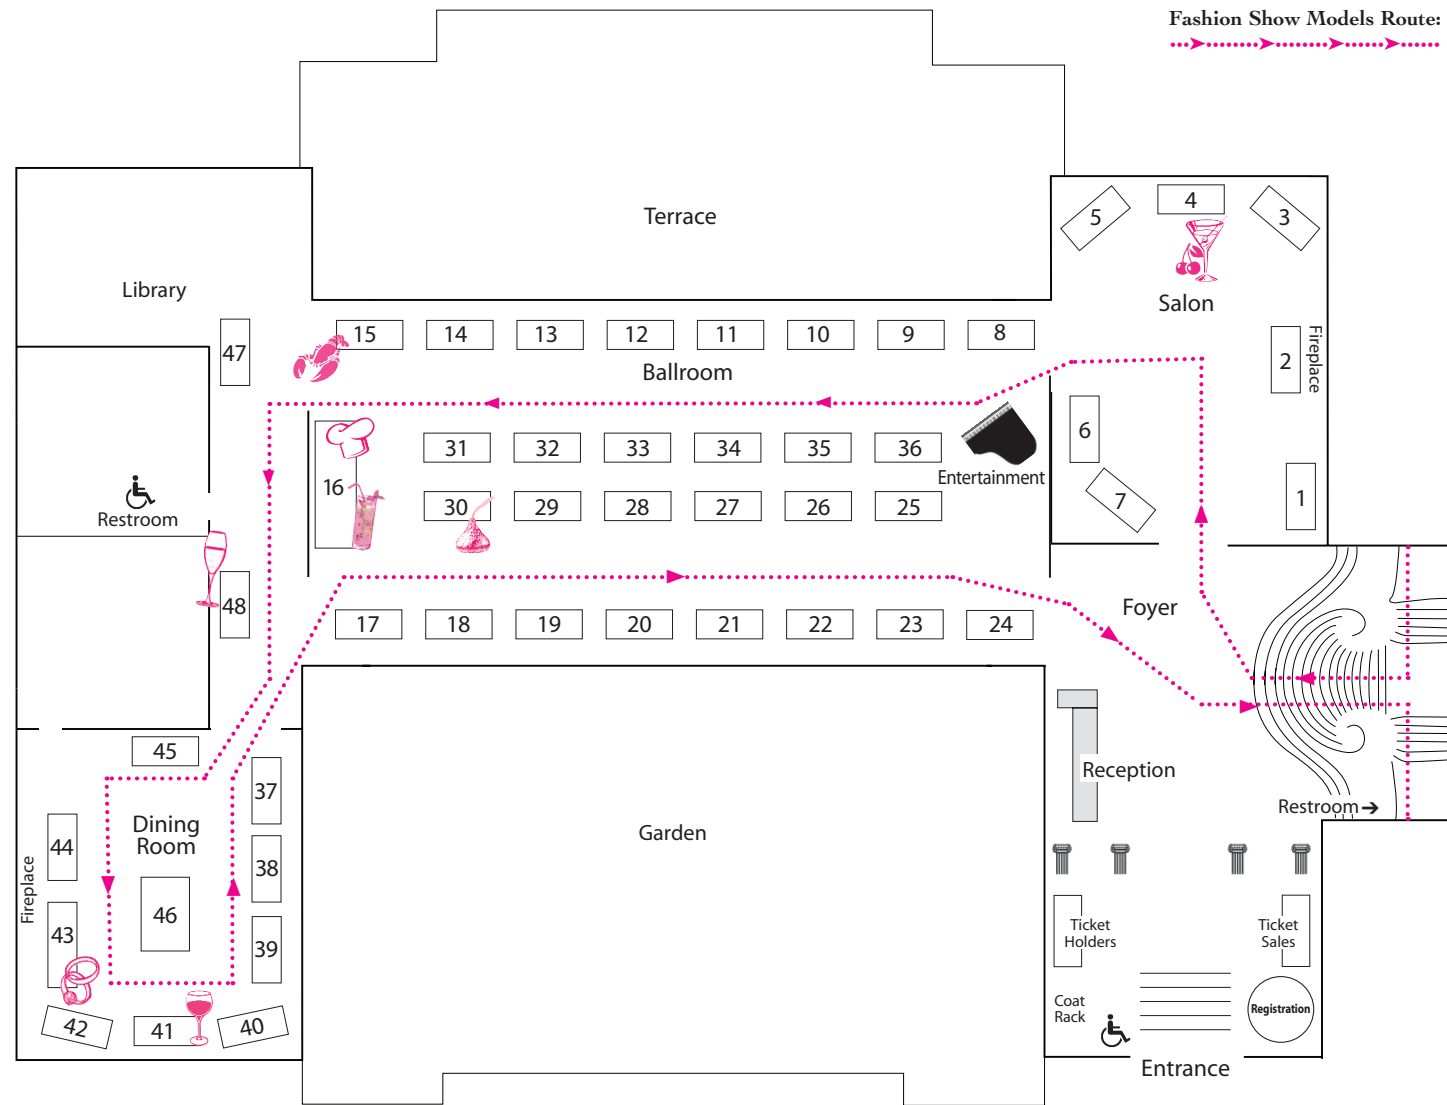 Fashion Show Models Route:
5
4
3
Terrace
Library
Salon
47
15
14
13
12
11
10
9
8
2
Fireplace
Ballroom
6
31
32
33
34
35
36
Entertainment
16
7
1
Restroom
30
29
28
27
26
25
48
Foyer
17
18
19
20
21
22
23
24
45
37
Reception
Restroom
Dining
Room
44
38
Garden
Fireplace
46
43
39
Ticket
Holders
Ticket
Sales
42
41
40
Coat
Rack
Registration
Entrance